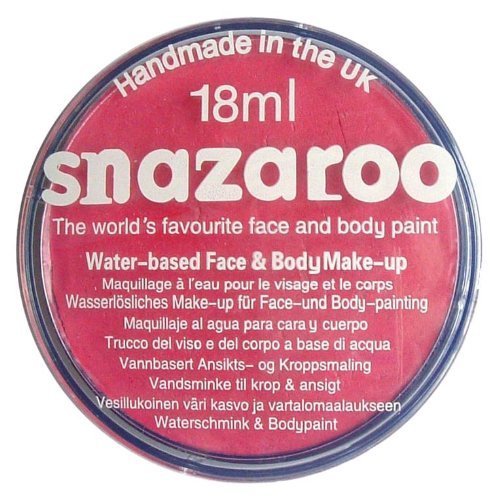 Handmade in the UK
18ml
snazaroo
The world's favourite face and body paint
Water-based Face & Body Make-up
Maquillage à l'eau pour le visage et le corps
Wasserlösliches Make-up für Face-und Body-painting
Maquillaje al agua para cara y cuerpo
Trucco del viso e del corpo a base di acqua
Vannbasert Ansikts- og Kroppsmaling
Vandsminke til krop & ansigt
Vesillukoinen väri kasvo ja vartalomaalaukseen
Waterschmink & Bodypaint